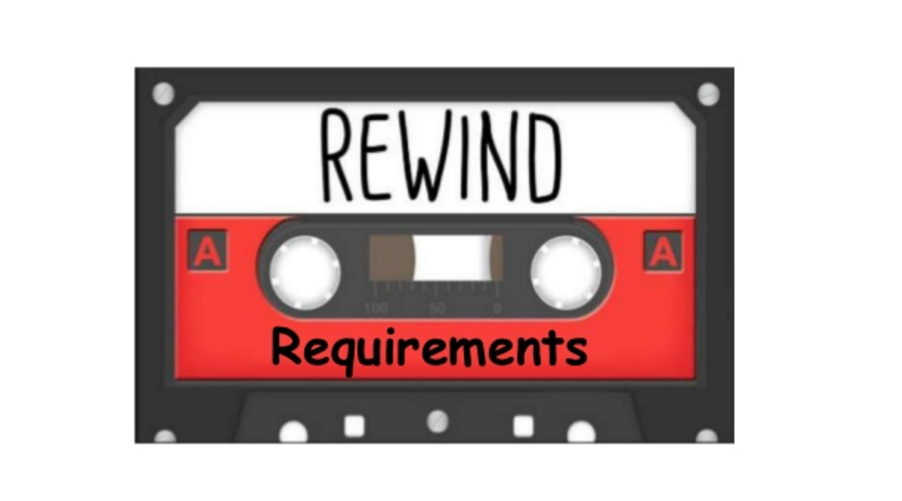 REWIND
A A
100 50 0
Requirements